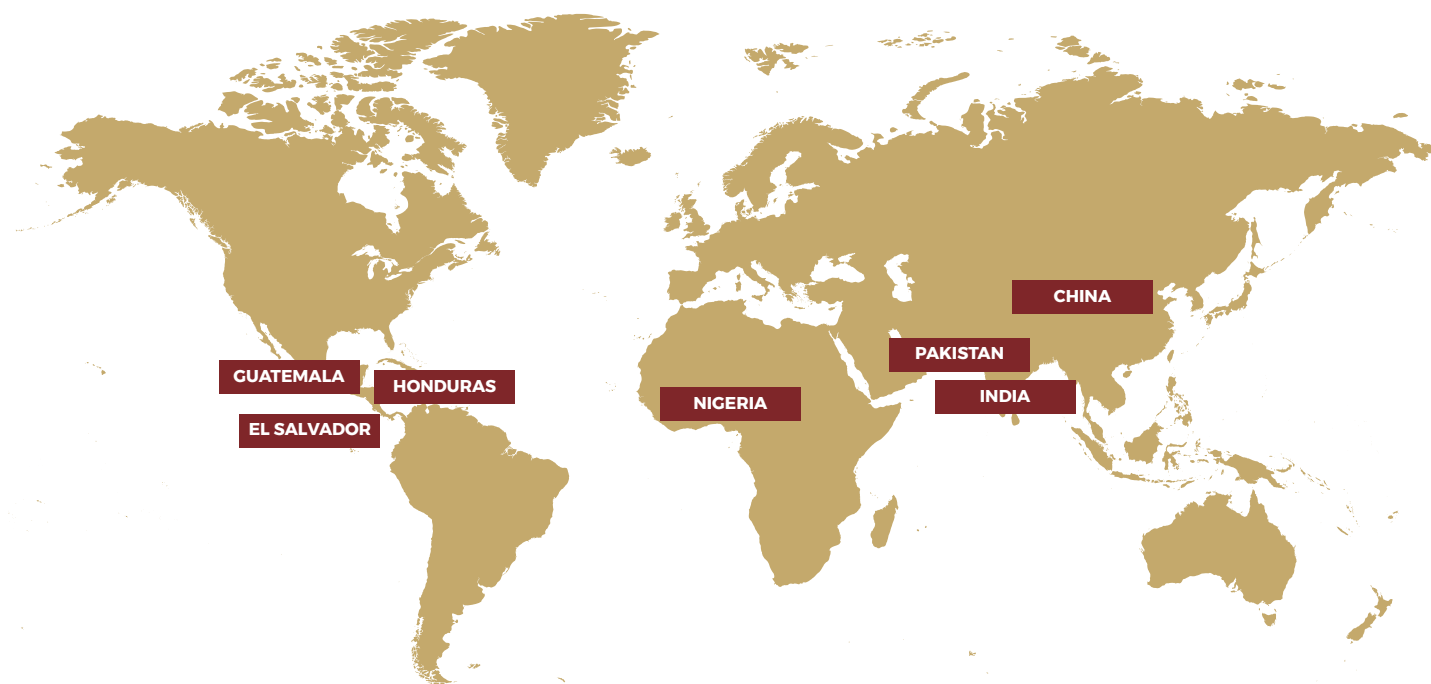 CHINA
PAKISTAN
GUATEMALA
HONDURAS
INDIA
NIGERIA
EL SALVADOR